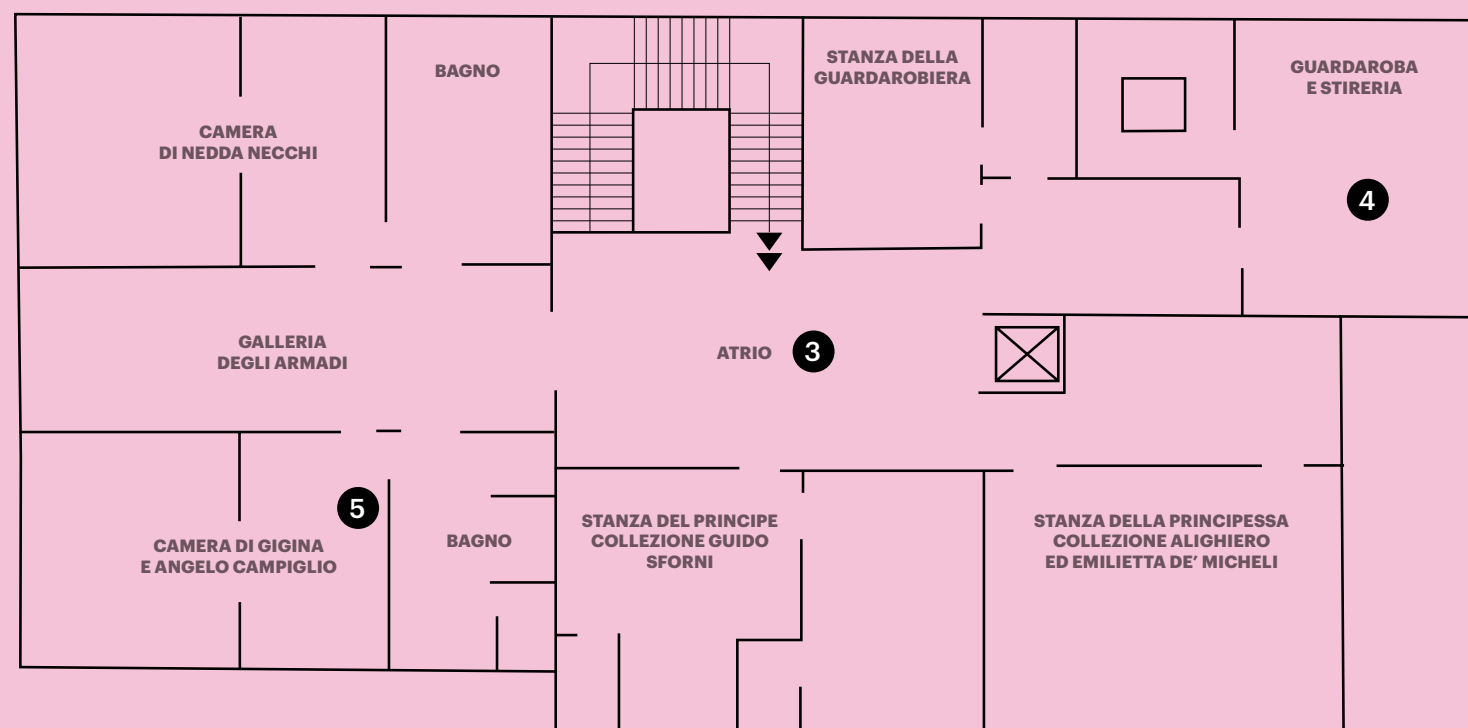 BAGNO
STANZA DELLA
GUARDAROBIERA
GUARDAROBA
E STIRERIA
CAMERA
DI NEDDA NECCHI
4
GALLERIA
DEGLI ARMADI
ATRIO
3
5
CAMERA DI GIGINA
E ANGELO CAMPIGLIO
BAGNO
STANZA DEL PRINCIPE
COLLEZIONE GUIDO
SFORNI
STANZA DELLA PRINCIPESSA
COLLEZIONE ALIGHIERO
ED EMILIETTA DE’ MICHELI